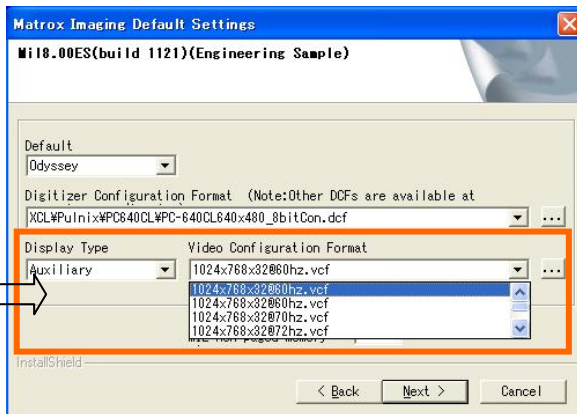 Matrox Imaging Default Settings
Mil8.00ES(build 1121)(Engineering Sample)
Default
Odyssey
Digitizer Configuration Format (Note:Other DCFs are available at
XCL¥Pulnix¥PC640CL¥PC-640CL640x480_8bitCon.dcf
...
Display Type
Video Configuration Format
Auxiliary
1024x768x32@60hz.vcf
...
1024x768x32@60hz.vcf
1024x768x32@60hz.vcf
1024x768x32@70hz.vcf
1024x768x32@72hz.vcf
InstallShield
< Back
Next >
Cancel